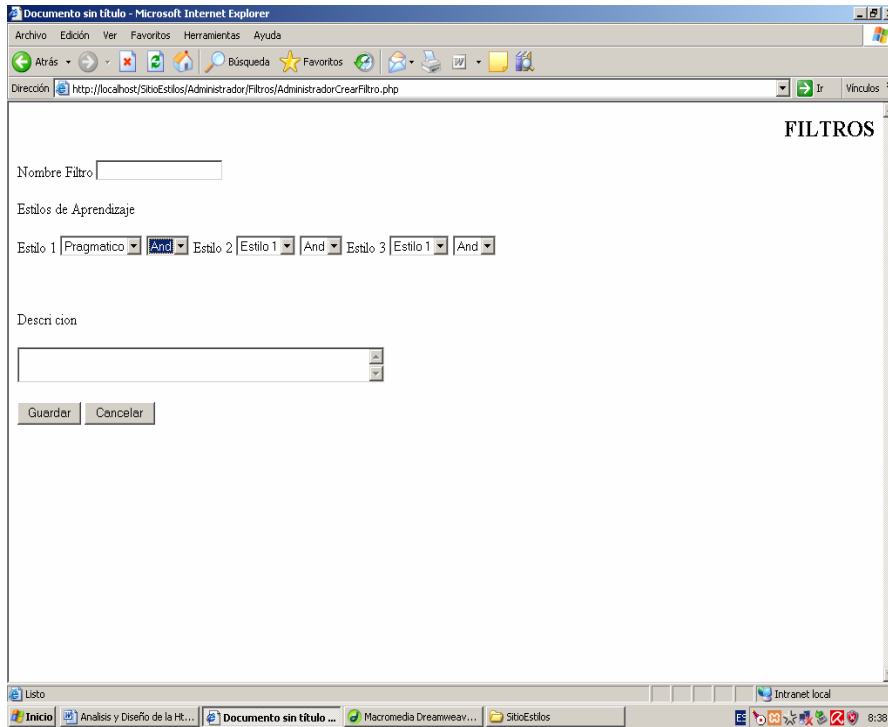 Documento sin título - Microsoft Internet Explorer
Archivo Edición Ver Favoritos Herramientas Ayuda
Atrás Búsqueda Favoritos
Dirección http://localhost/SitioEstilos/Administrador/Filtros/AdministradorCrearFiltro.php Ir Vínculos
FILTROS
Nombre Filtro
Estilos de Aprendizaje
Estilo 1 Pragmatico And Estilo 2 Estilo 1 And Estilo 3 Estilo 1 And
Descri cion
Guardar Cancelar
Listo Intranet local
Inicio Analisis y Diseño de la Ht... Documento sin título ... Macromedia Dreamweav... SitioEstilos ES 8:38